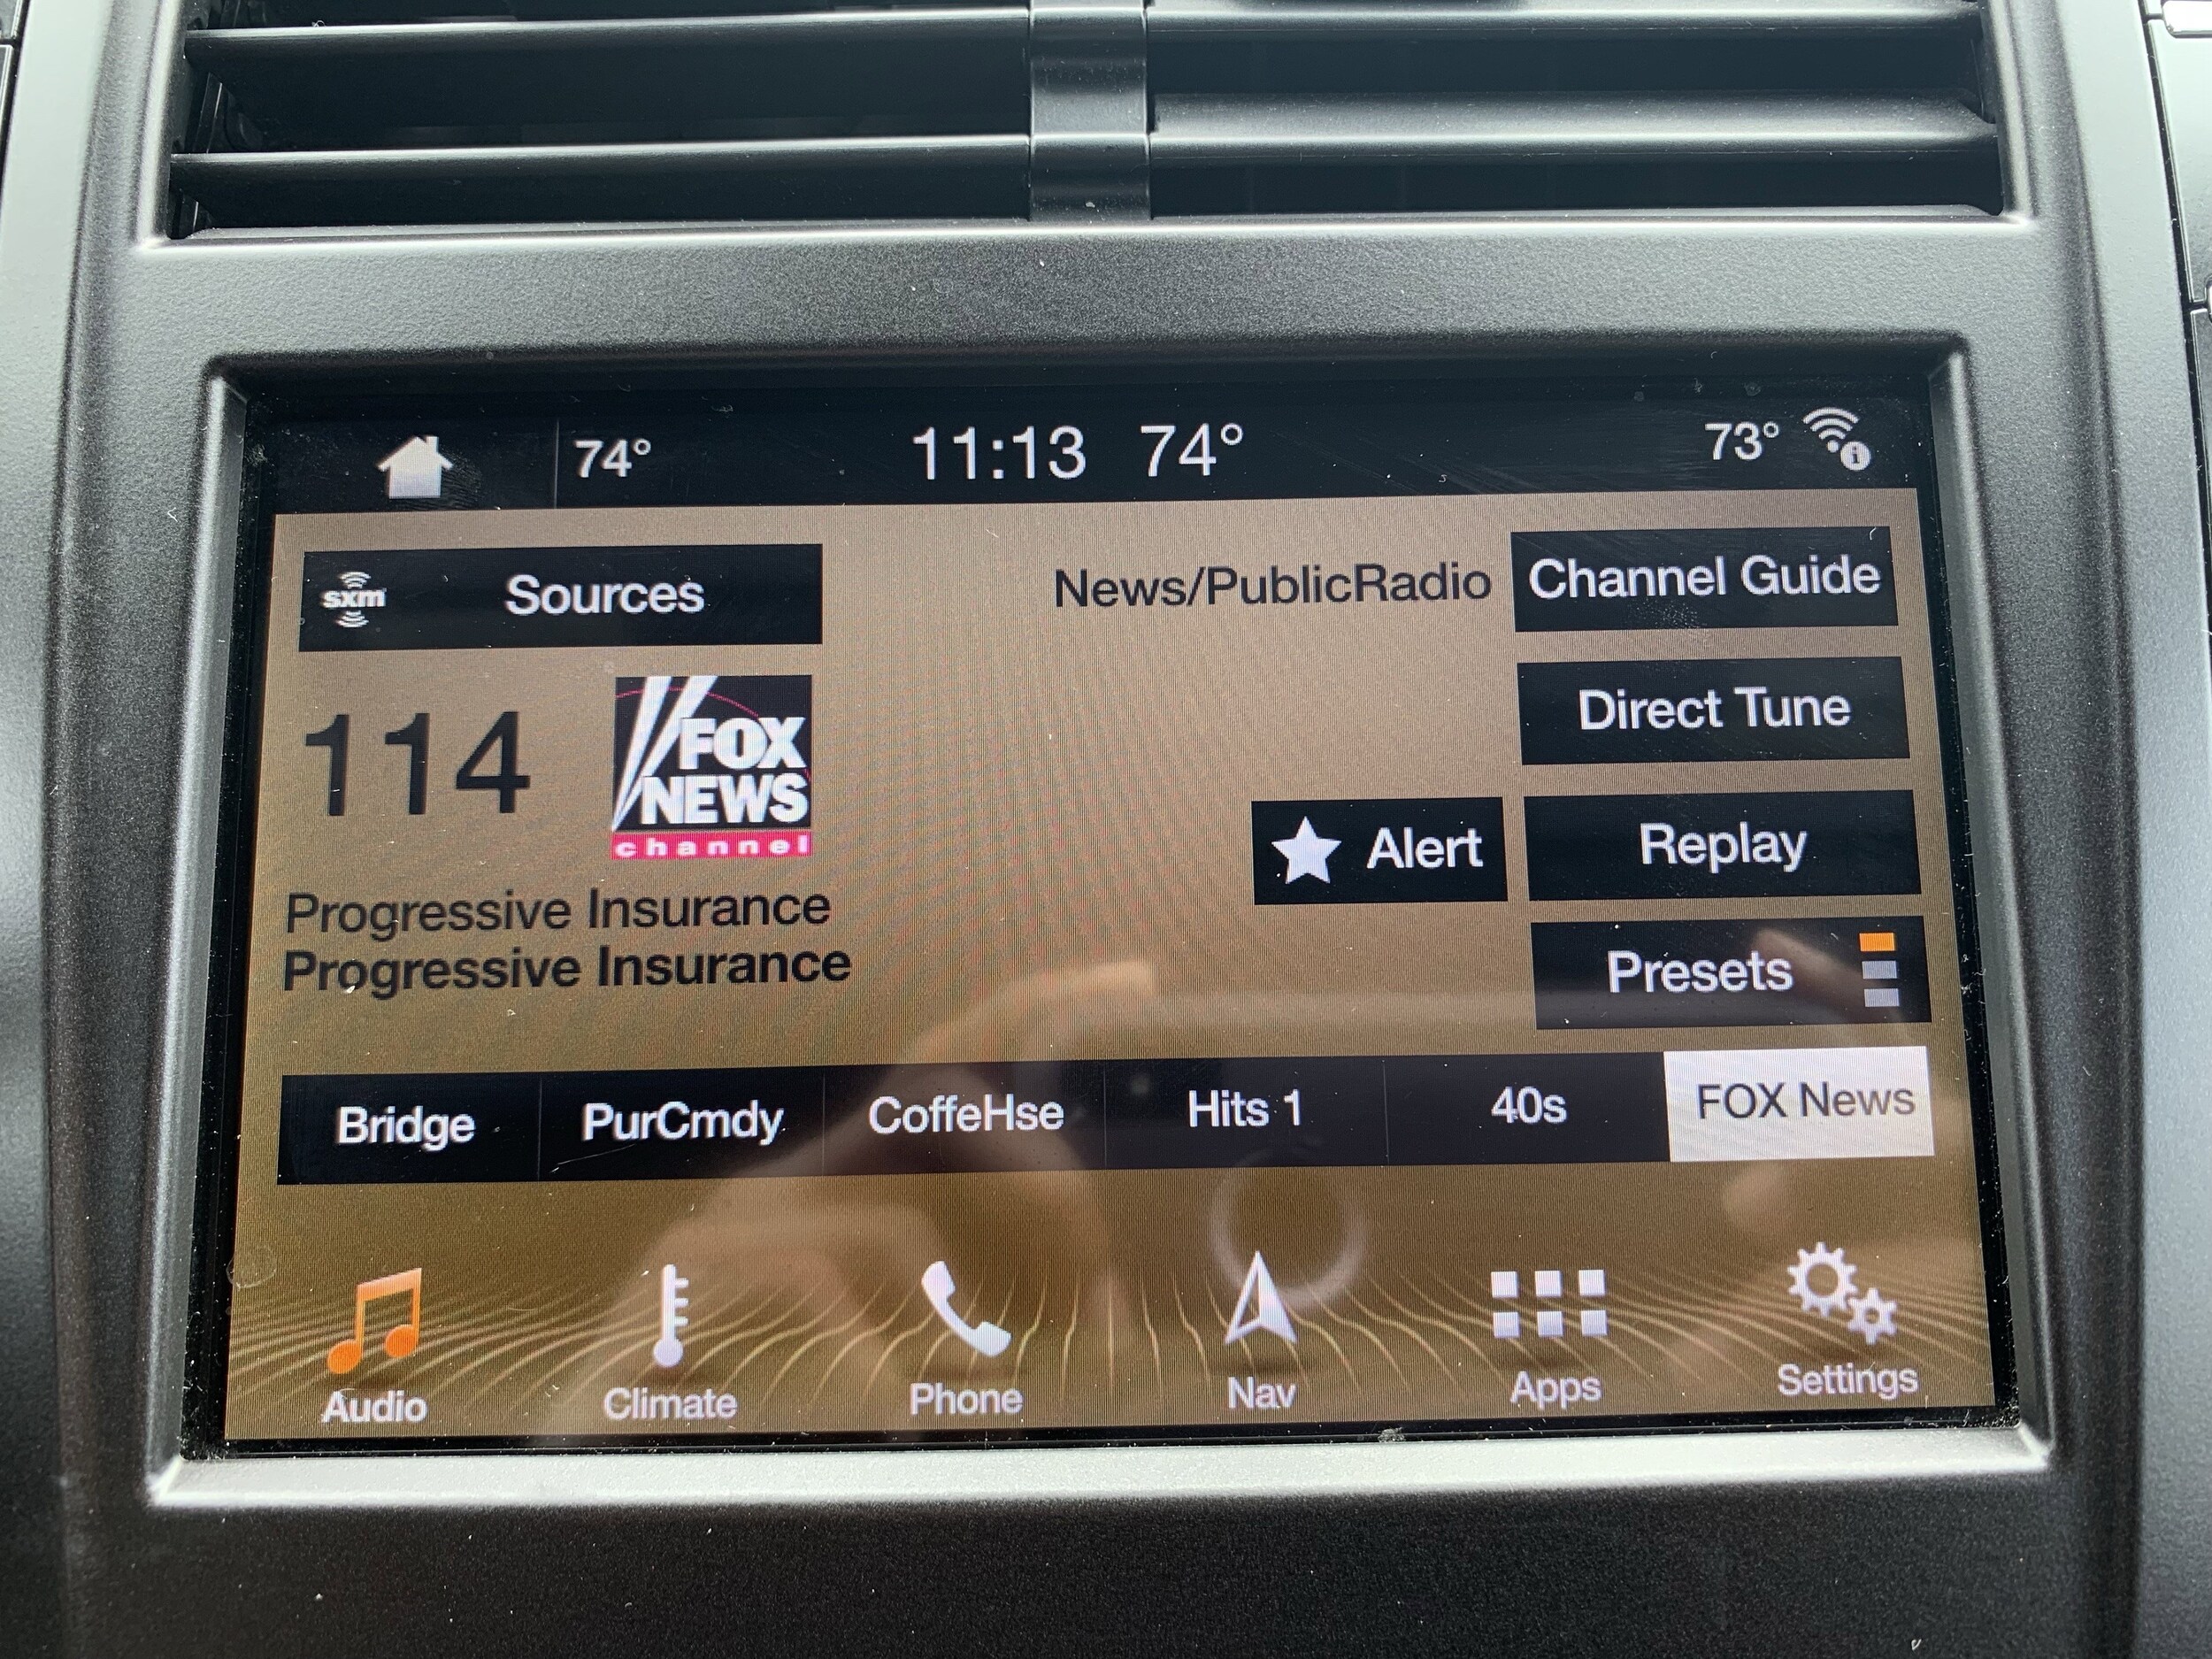 74° 11:13 74° 73°
sxm Sources
News/PublicRadio
Channel Guide
Direct Tune
114
FOX
NEWS
channel
Alert
Replay
Progressive Insurance
Progressive Insurance
Presets
Bridge PurCmdy CoffeHse Hits 1 40s FOX News
Audio Climate Phone Nav Apps Settings